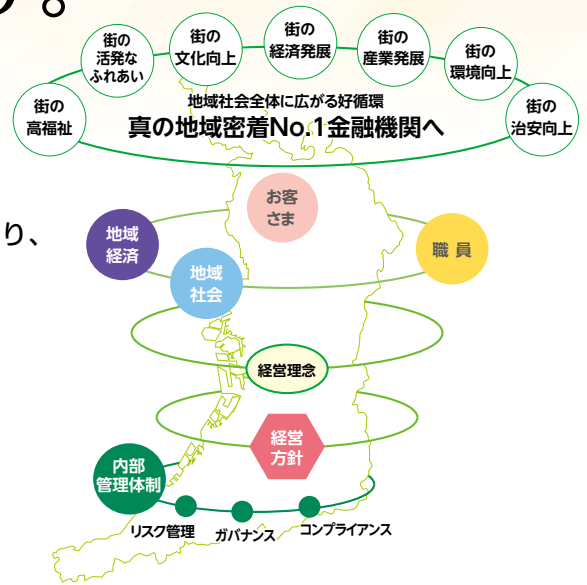 る。
街の
高福祉
街の
活発な
ふれあい
街の
文化向上
街の
経済発展
街の
産業発展
街の
環境向上
街の
治安向上
地域社会全体に広がる好循環
真の地域密着No.1金融機関へ
り、
お客
さま
地域
経済
職 員
地域
社会
経営理念
経営
方針
内部
管理体制
リスク管理
ガバナンス
コンプライアンス